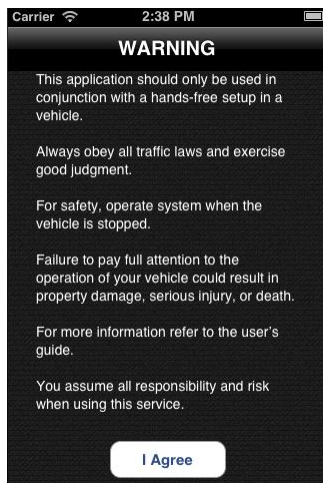 Carrier 2:38 PM
WARNING
This application should only be used in
conjunction with a hands-free setup in a
vehicle.
Always obey all traffic laws and exercise
good judgment.
For safety, operate system when the
vehicle is stopped.
Failure to pay full attention to the
operation of your vehicle could result in
property damage, serious injury, or death.
For more information refer to the user's
guide.
You assume all responsibility and risk
when using this service.
I Agree